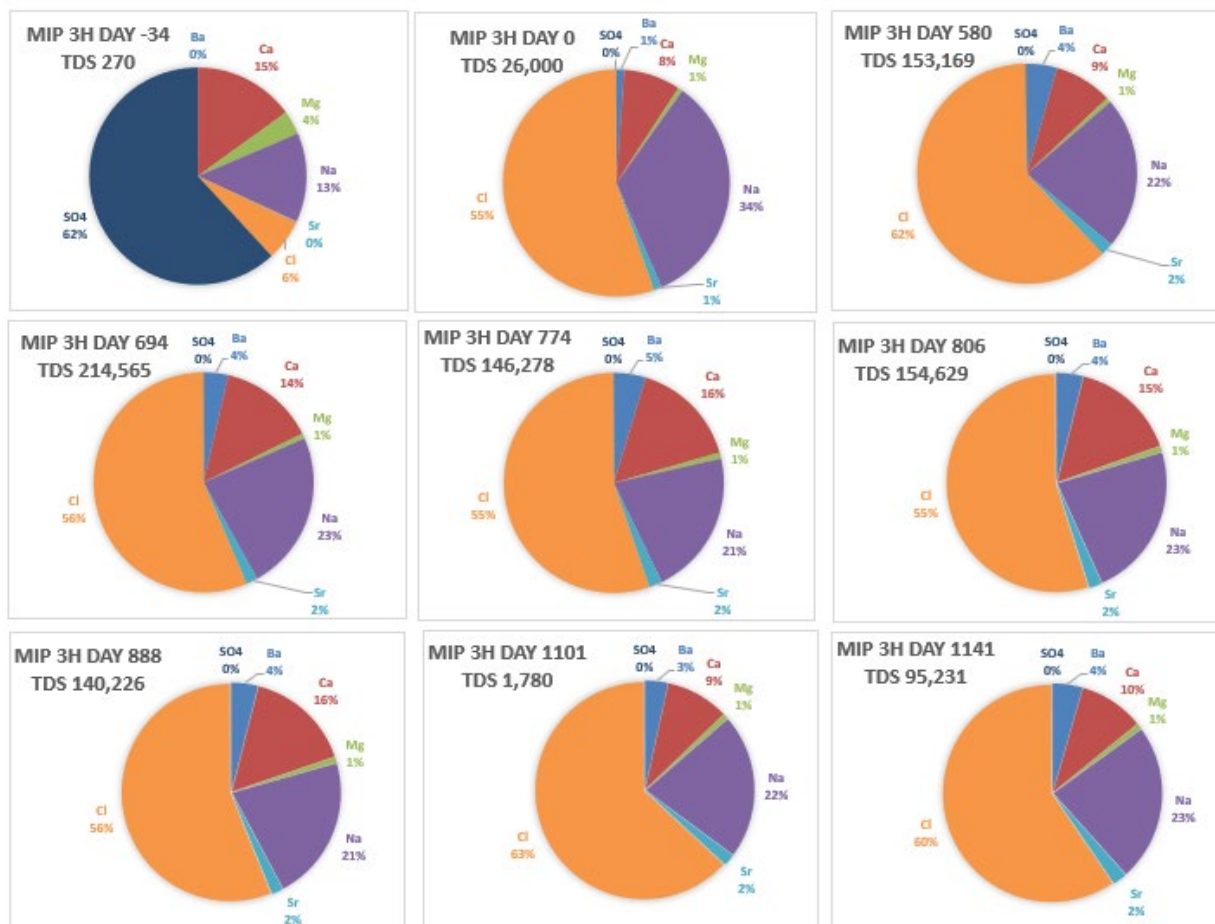 MIP 3H DAY -34
TDS 270
Ba
0%
Ca
15%
Mg
4%
Na
13%
Sr
0%
Cl
6%
SO4
62%
MIP 3H DAY 0
TDS 26,000
SO4
0%
Ba
1%
Ca
8%
Mg
1%
Na
34%
Sr
1%
Cl
55%
MIP 3H DAY 580
TDS 153,169
SO4
0%
Ba
4%
Ca
9%
Mg
1%
Na
22%
Sr
2%
Cl
62%
MIP 3H DAY 694
TDS 214,565
SO4
0%
Ba
4%
Ca
14%
Mg
1%
Na
23%
Sr
2%
Cl
56%
MIP 3H DAY 774
TDS 146,278
SO4
0%
Ba
5%
Ca
16%
Mg
1%
Na
21%
Sr
2%
Cl
55%
MIP 3H DAY 806
TDS 154,629
SO4
0%
Ba
4%
Ca
15%
Mg
1%
Na
23%
Sr
2%
Cl
55%
MIP 3H DAY 888
TDS 140,226
SO4
0%
Ba
4%
Ca
16%
Mg
1%
Na
21%
Sr
2%
Cl
56%
MIP 3H DAY 1101
TDS 1,780
SO4
0%
Ba
3%
Ca
9%
Mg
1%
Na
22%
Sr
2%
Cl
63%
MIP 3H DAY 1141
TDS 95,231
SO4
0%
Ba
4%
Ca
10%
Mg
1%
Na
23%
Sr
2%
Cl
60%